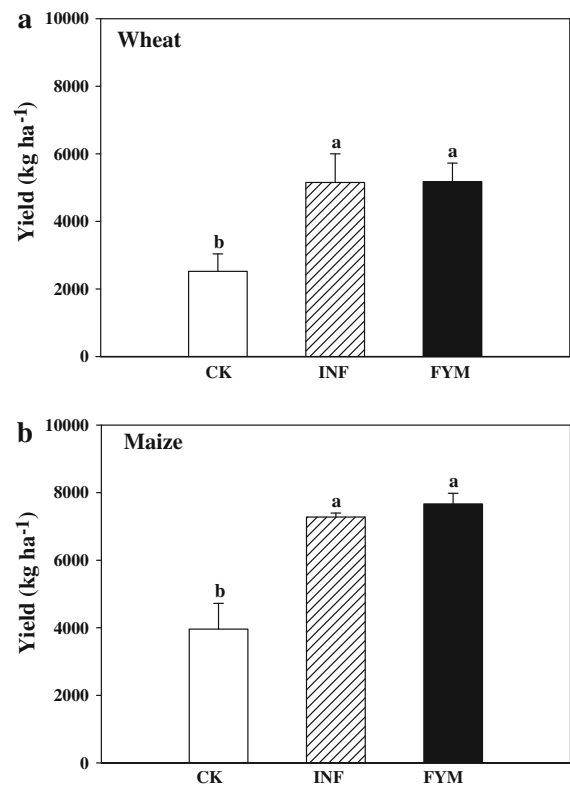 a
Wheat
10000
8000
6000
4000
2000
0
Yield (kg ha⁻¹)
b
a
a
CK
INF
FYM
b
Maize
10000
8000
6000
4000
2000
0
Yield (kg ha⁻¹)
b
a
a
CK
INF
FYM